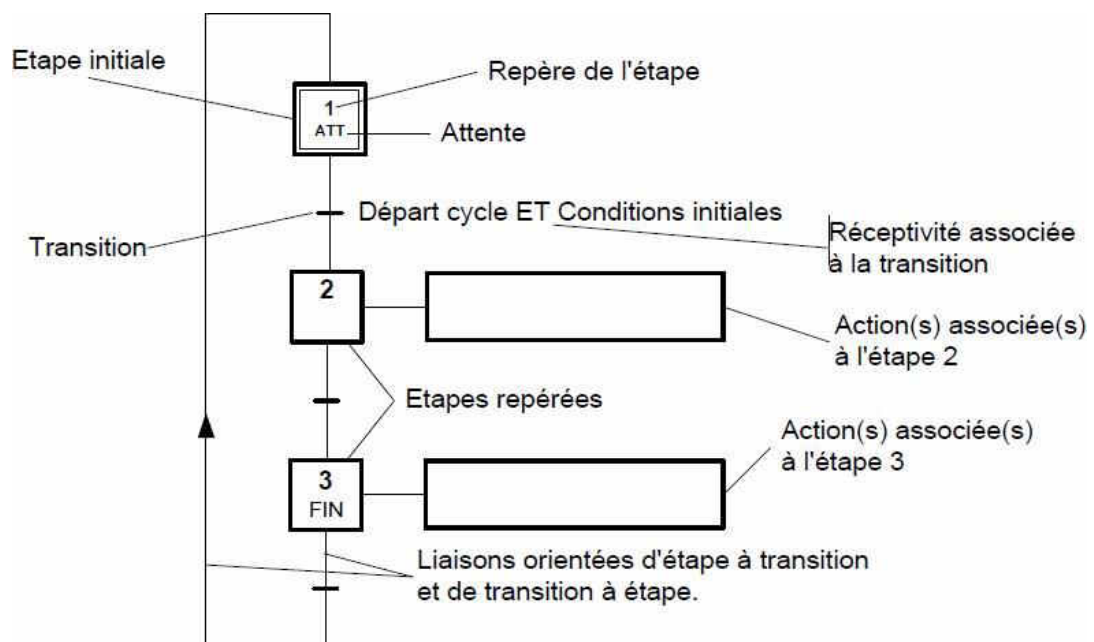 Etape initiale
Repère de l'étape
1
ATT
Attente
Départ cycle ET Conditions initiales
Transition
Réceptivité associée
à la transition
2
Action(s) associée(s)
à l'étape 2
Etapes repérées
Action(s) associée(s)
à l'étape 3
3
FIN
Liaisons orientées d'étape à transition
et de transition à étape.